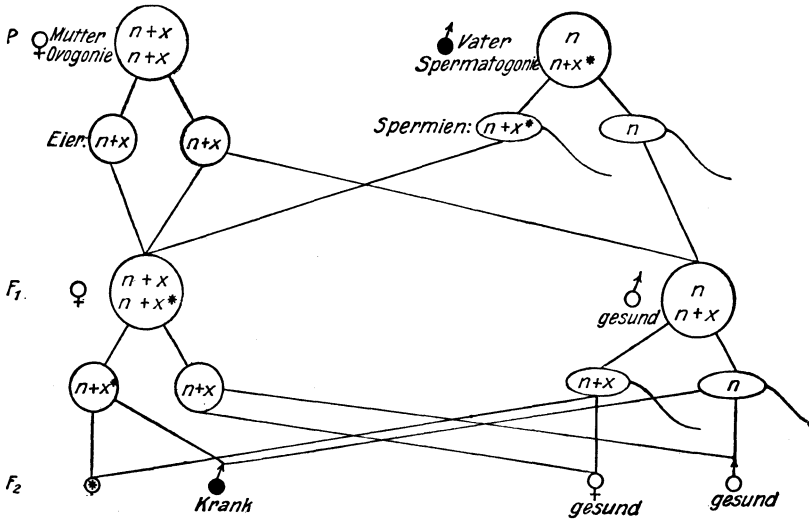 P
♀ Mutter
Ovogonie
n+x
n+x
♂ Vater
Spermatogonie
n
n+x*
Eier:
n+x
n+x
Spermien:
n+x*
n
F₁.
♀
n+x
n+x*
♂
gesund
n
n+x
n+x*
n+x
n+x
n
F₂
*
Krank
gesund
gesund